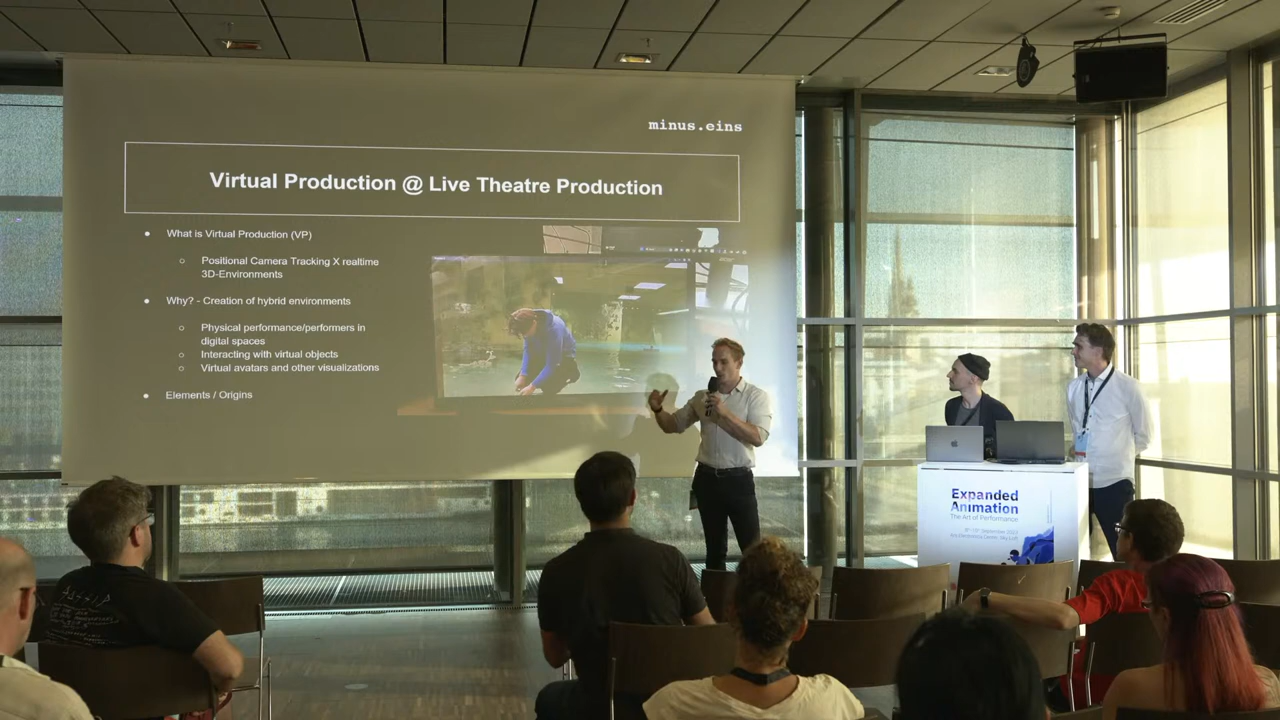 minus.eins
Virtual Production @ Live Theatre Production
● What is Virtual Production (VP)
○ Positional Camera Tracking X realtime
3D-Environments
● Why? - Creation of hybrid environments
○ Physical performance/performers in
digital spaces
○ Interacting with virtual objects
○ Virtual avatars and other visualizations
● Elements / Origins
Expanded
Animation
The Art of Performance